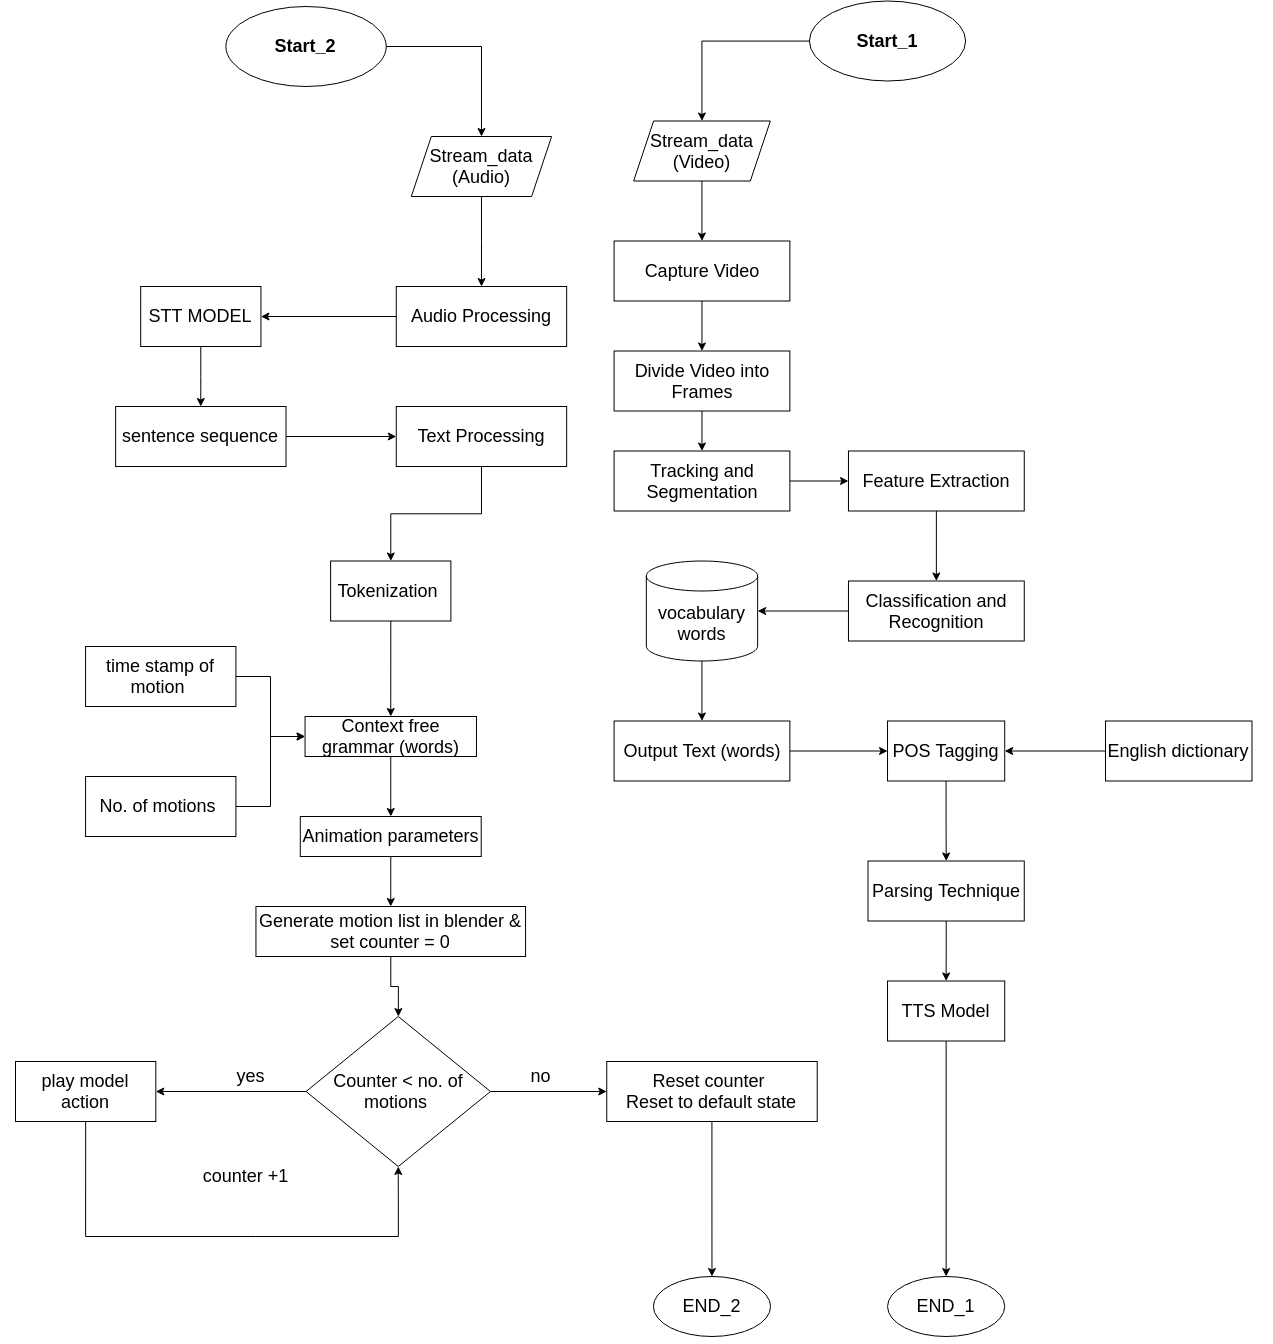 Start_2
Start_1
Stream_data
(Audio)
Stream_data
(Video)
Capture Video
STT MODEL
Audio Processing
Divide Video into
Frames
sentence sequence
Text Processing
Tracking and
Segmentation
Feature Extraction
Tokenization
vocabulary
words
Classification and
Recognition
time stamp of
motion
Context free
grammar (words)
Output Text (words)
POS Tagging
English dictionary
No. of motions
Animation parameters
Parsing Technique
Generate motion list in blender &
set counter = 0
TTS Model
play model
action
yes
Counter < no. of
motions
no
Reset counter
Reset to default state
counter +1
END_2
END_1